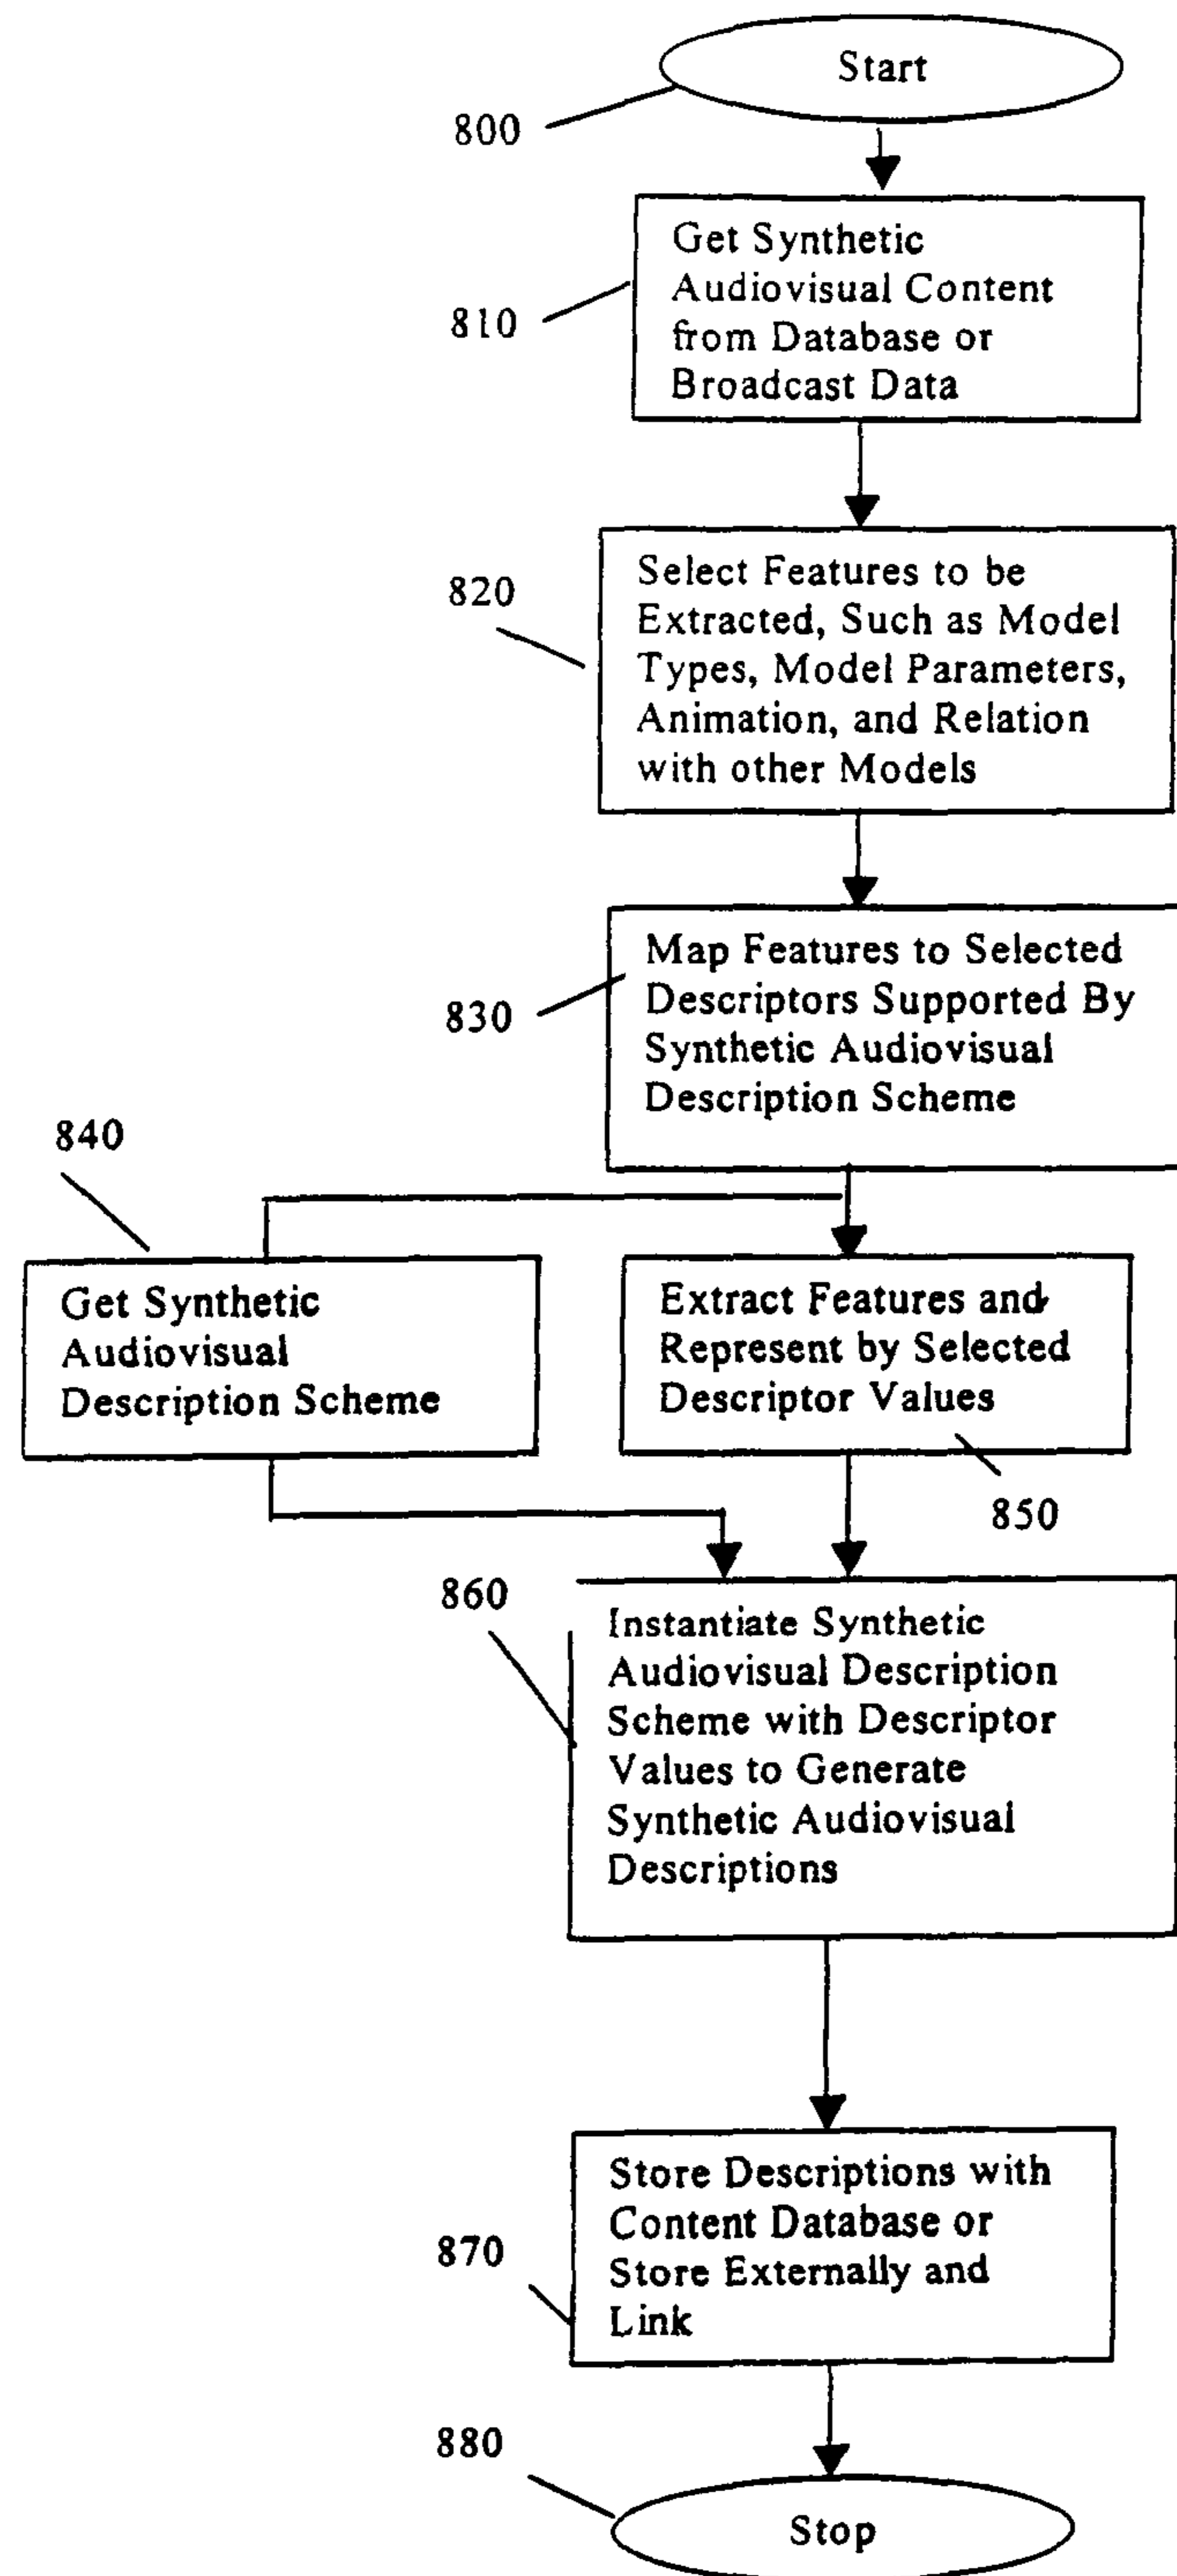 Start
800
Get Synthetic
Audiovisual Content
from Database or
Broadcast Data
810
Select Features to be
Extracted, Such as Model
Types, Model Parameters,
Animation, and Relation
with other Models
820
Map Features to Selected
Descriptors Supported By
Synthetic Audiovisual
Description Scheme
830
840
Get Synthetic
Audiovisual
Description Scheme
Extract Features and
Represent by Selected
Descriptor Values
850
860
Instantiate Synthetic
Audiovisual Description
Scheme with Descriptor
Values to Generate
Synthetic Audiovisual
Descriptions
Store Descriptions with
Content Database or
Store Externally and
Link
870
880
Stop